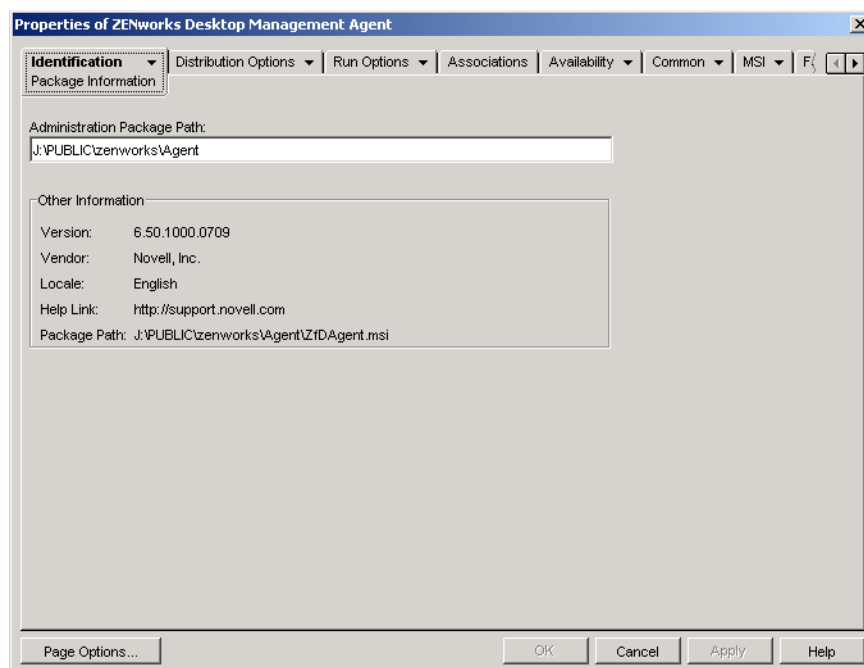 Properties of ZENworks Desktop Management Agent
Identification Distribution Options Run Options Associations Availability Common MSI
Package Information
Administration Package Path:
J:\PUBLIC\zenworks\Agent
Other Information
Version: 6.50.1000.0709
Vendor: Novell, Inc.
Locale: English
Help Link: http://support.novell.com
Package Path: J:\PUBLIC\zenworks\Agent\ZfDAgent.msi
Page Options... OK Cancel Apply Help